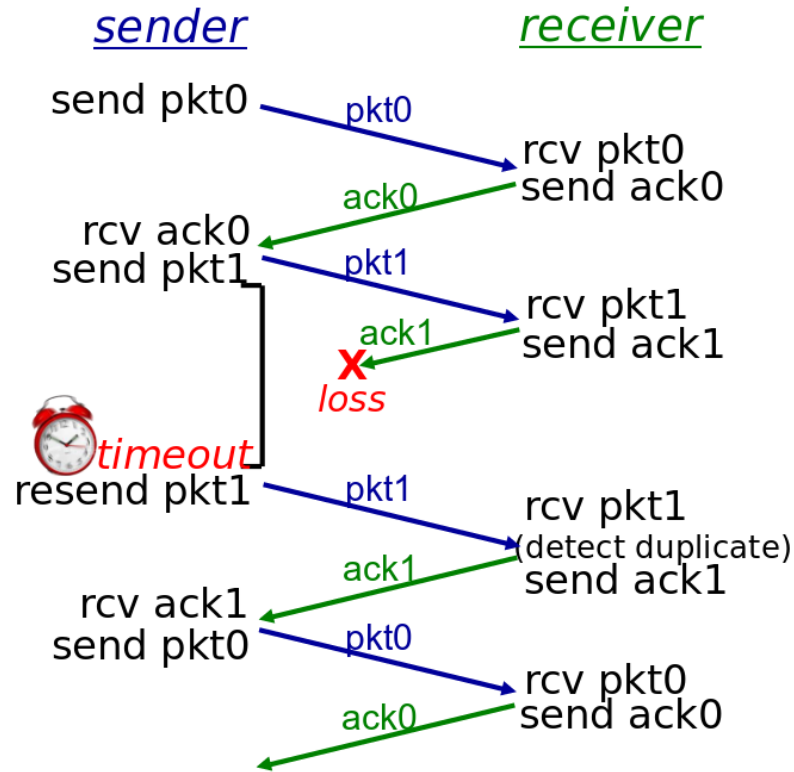 sender
receiver
send pkt0
pkt0
rcv pkt0
send ack0
ack0
rcv ack0
send pkt1
pkt1
rcv pkt1
send ack1
ack1
X
loss
timeout
resend pkt1
pkt1
rcv pkt1
(detect duplicate)
send ack1
ack1
rcv ack1
send pkt0
pkt0
rcv pkt0
send ack0
ack0